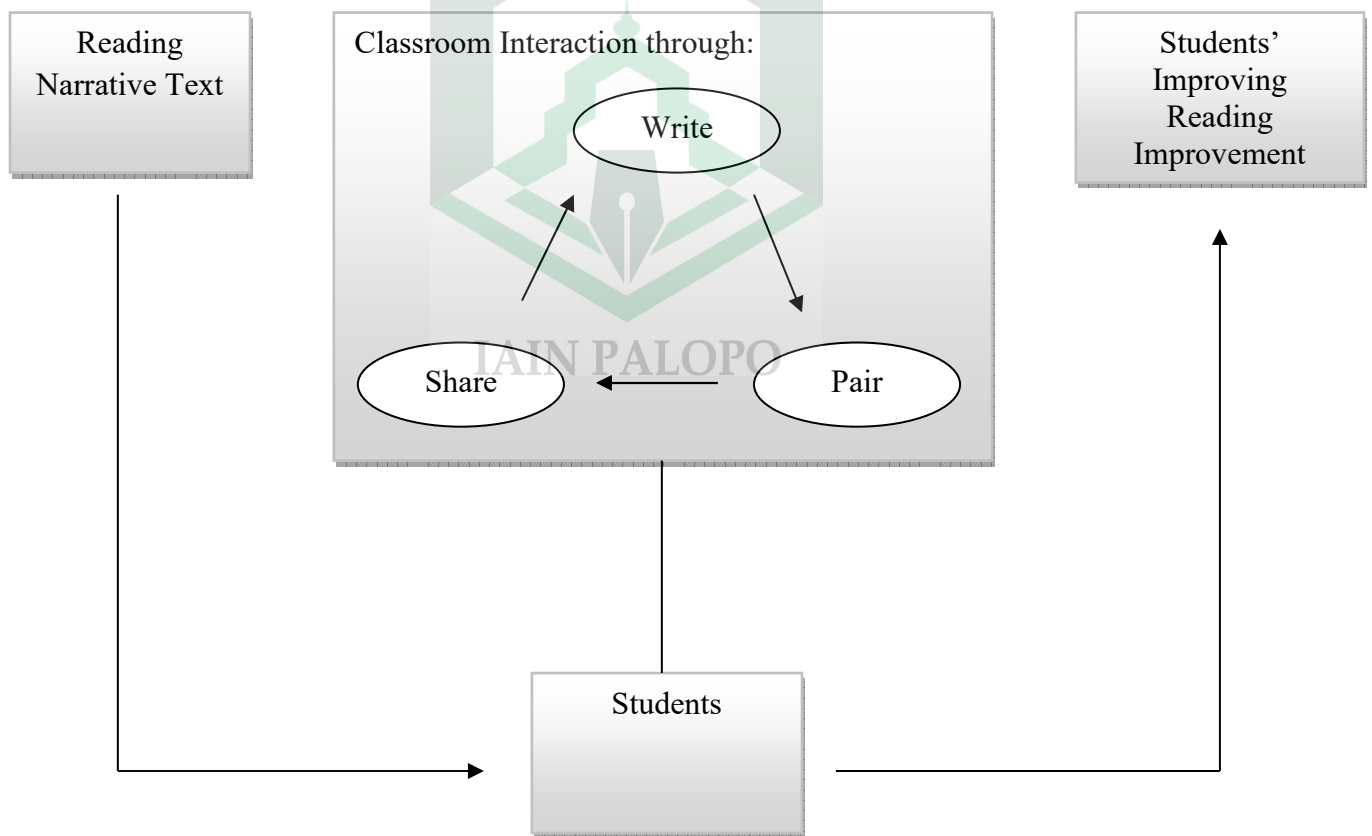 Reading
Narrative Text
Classroom Interaction through:
Write
Share
Pair
IAIN PALOPO
Students’
Improving
Reading
Improvement
Students